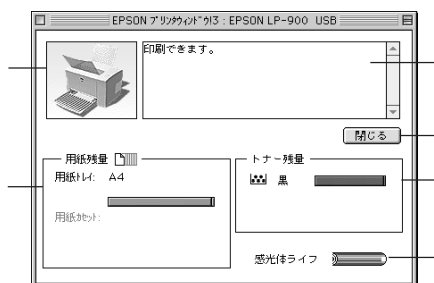 EPSON プリンタウィンドウ!3 : EPSON LP-900 USB
印刷できます。
閉じる
用紙残量
用紙トレイ: A4
用紙カセット:
トナー残量
黒
感光体ライフ